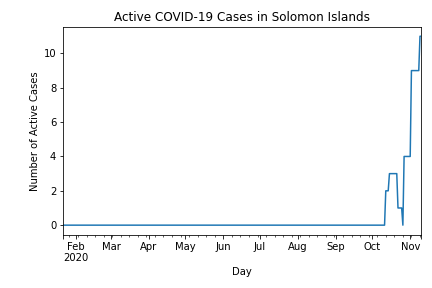 Active COVID-19 Cases in Solomon Islands
10
8
6
4
2
0
Number of Active Cases
Feb Mar Apr May Jun Jul Aug Sep Oct Nov
2020
Day